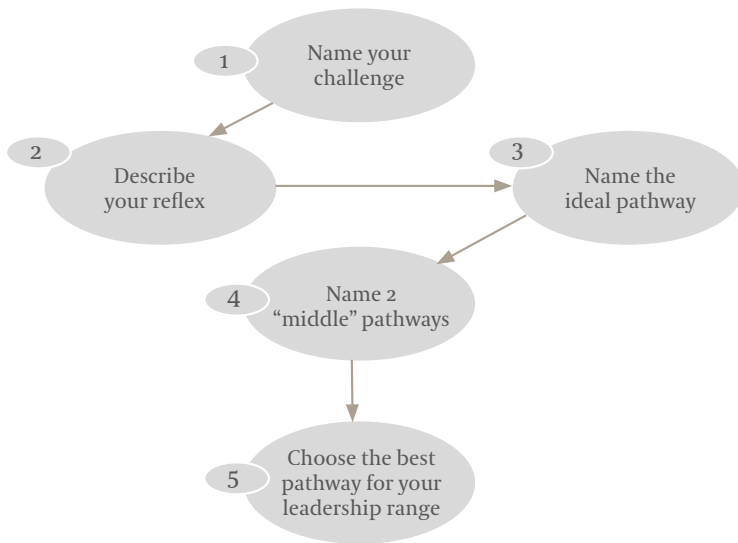 1
Name your
challenge
2
Describe
your reflex
3
Name the
ideal pathway
4
Name 2
“middle” pathways
5
Choose the best
pathway for your
leadership range